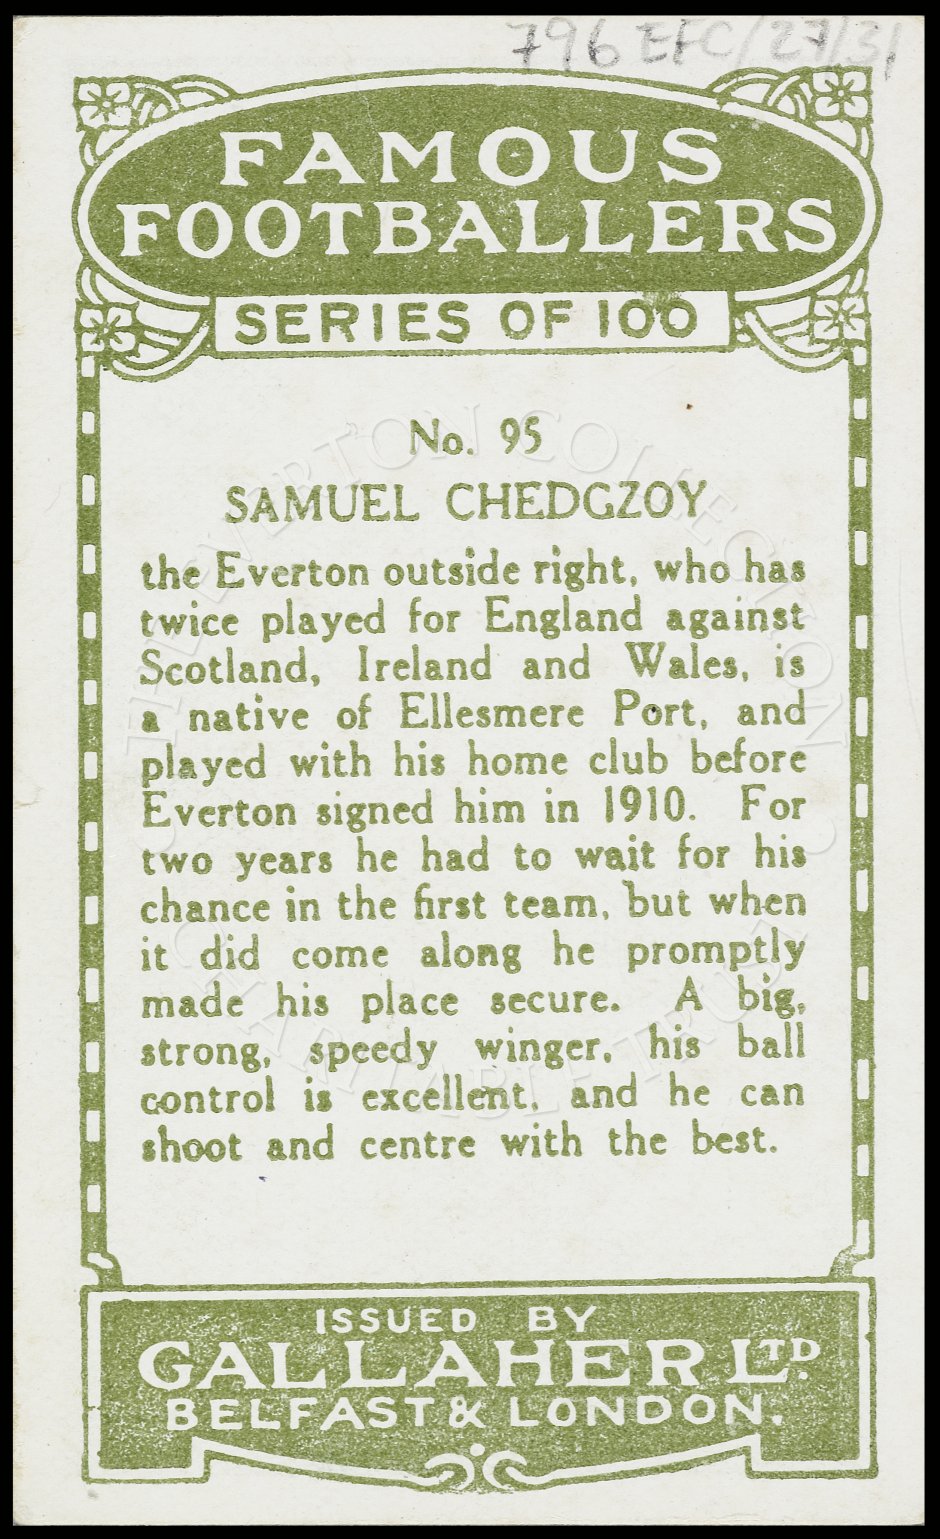 796 EFC/27/31
FAMOUS
FOOTBALLERS
SERIES OF 100
No. 95
SAMUEL CHEDGZOY
the Everton outside right, who has
twice played for England against
Scotland, Ireland and Wales, is
a native of Ellesmere Port, and
played with his home club before
Everton signed him in 1910. For
two years he had to wait for his
chance in the first team, but when
it did come along he promptly
made his place secure. A big,
strong, speedy winger, his ball
control is excellent, and he can
shoot and centre with the best.
THE EVERTON COLLECTION
CHARITABLE TRUST
ISSUED BY
GALLAHER LTD.
BELFAST & LONDON.